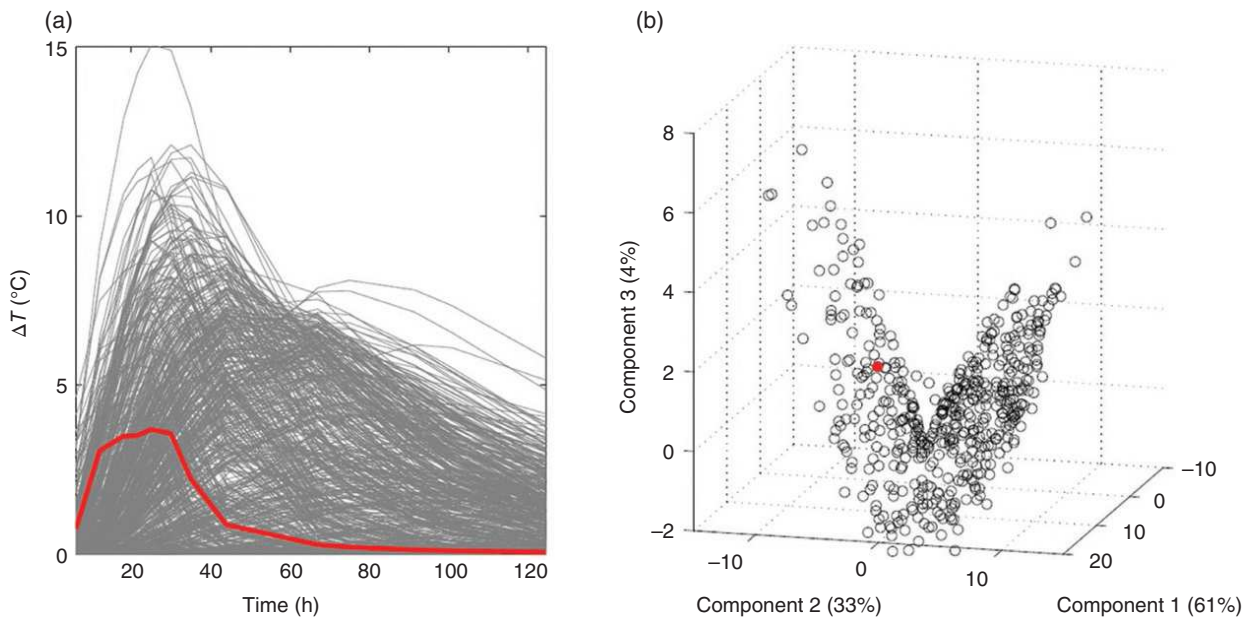 (a)
15
10
5
0
ΔT (°C)
20 40 60 80 100 120
Time (h)
(b)
8
6
4
2
0
−2
Component 3 (4%)
−10 0 10
Component 2 (33%)
−10
0
10
20
Component 1 (61%)